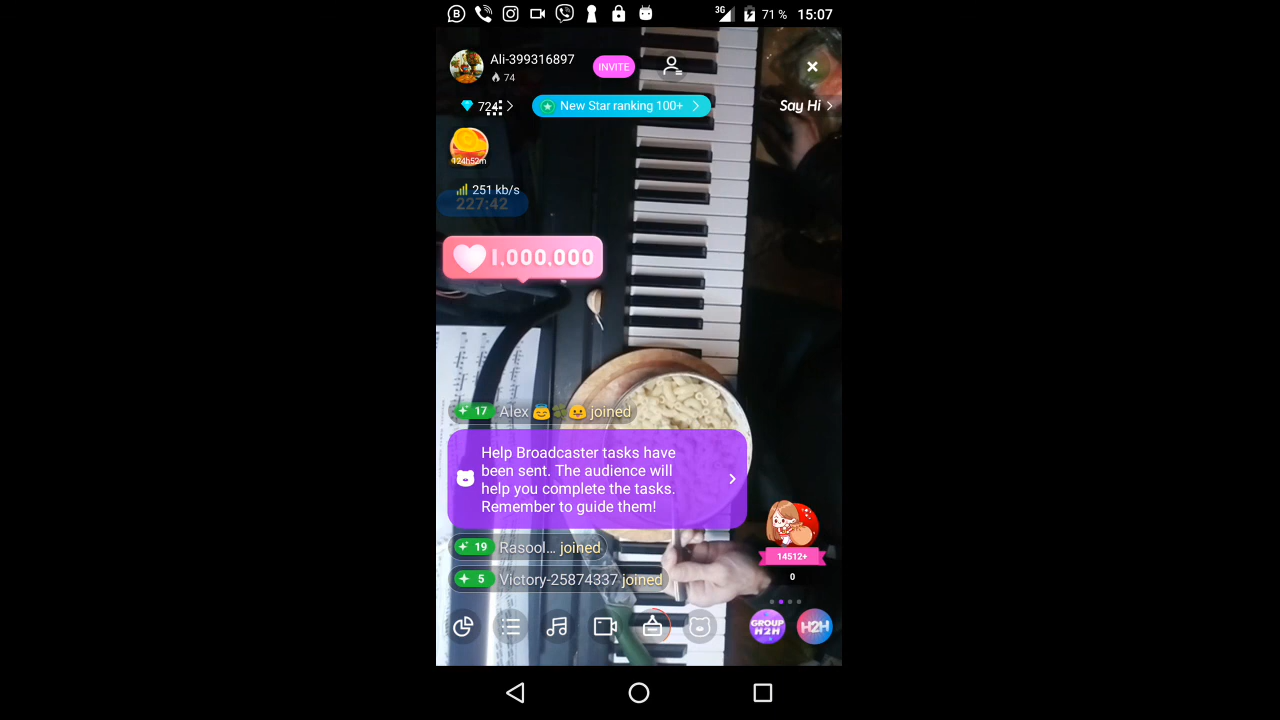 3G 71 % 15:07
Ali-399316897
74
INVITE
724
New Star ranking 100+
Say Hi
24h52m
251 kb/s
227:42
1,000,000
17 Alex 😇🍀😛 joined
Help Broadcaster tasks have
been sent. The audience will
help you complete the tasks.
Remember to guide them!
19 Rasool... joined
5 Victory-25874337 joined
14512+
0
GROUP
H2H
H2H